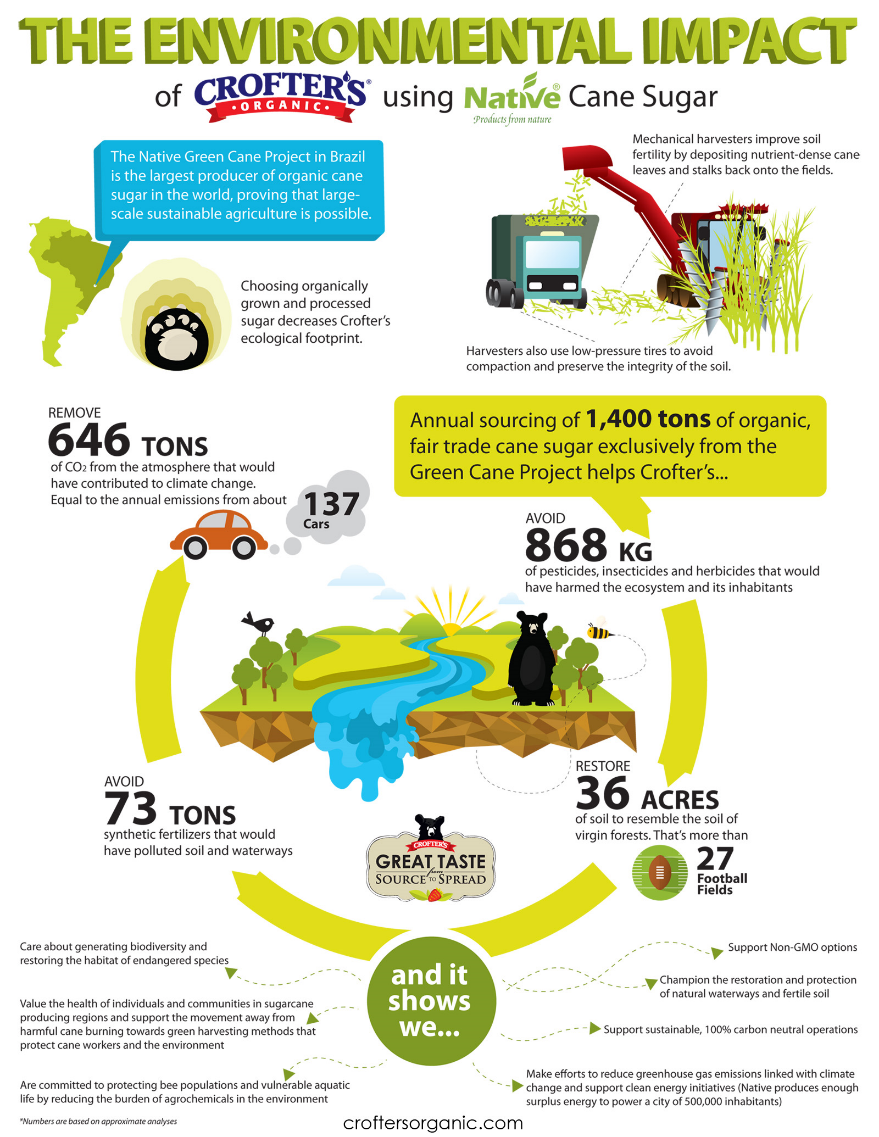 THE ENVIRONMENTAL IMPACT
of CROFTER'S® ORGANIC using Native® Cane Sugar
Products from nature
The Native Green Cane Project in Brazil
is the largest producer of organic cane
sugar in the world, proving that large-
scale sustainable agriculture is possible.
Mechanical harvesters improve soil
fertility by depositing nutrient-dense cane
leaves and stalks back onto the fields.
Choosing organically
grown and processed
sugar decreases Crofter's
ecological footprint.
Harvesters also use low-pressure tires to avoid
compaction and preserve the integrity of the soil.
Annual sourcing of 1,400 tons of organic,
fair trade cane sugar exclusively from the
Green Cane Project helps Crofter's...
REMOVE
646 TONS
of CO₂ from the atmosphere that would
have contributed to climate change.
Equal to the annual emissions from about
137
Cars
AVOID
868 KG
of pesticides, insecticides and herbicides that would
have harmed the ecosystem and its inhabitants
RESTORE
36 ACRES
of soil to resemble the soil of
virgin forests. That's more than
27
Football
Fields
AVOID
73 TONS
synthetic fertilizers that would
have polluted soil and waterways
CROFTER'S
GREAT TASTE
from
SOURCE TO SPREAD
and it
shows
we...
Care about generating biodiversity and
restoring the habitat of endangered species
Value the health of individuals and communities in sugarcane
producing regions and support the movement away from
harmful cane burning towards green harvesting methods that
protect cane workers and the environment
Are committed to protecting bee populations and vulnerable aquatic
life by reducing the burden of agrochemicals in the environment
Support Non-GMO options
Champion the restoration and protection
of natural waterways and fertile soil
Support sustainable, 100% carbon neutral operations
Make efforts to reduce greenhouse gas emissions linked with climate
change and support clean energy initiatives (Native produces enough
surplus energy to power a city of 500,000 inhabitants)
*Numbers are based on approximate analyses
croftersorganic.com